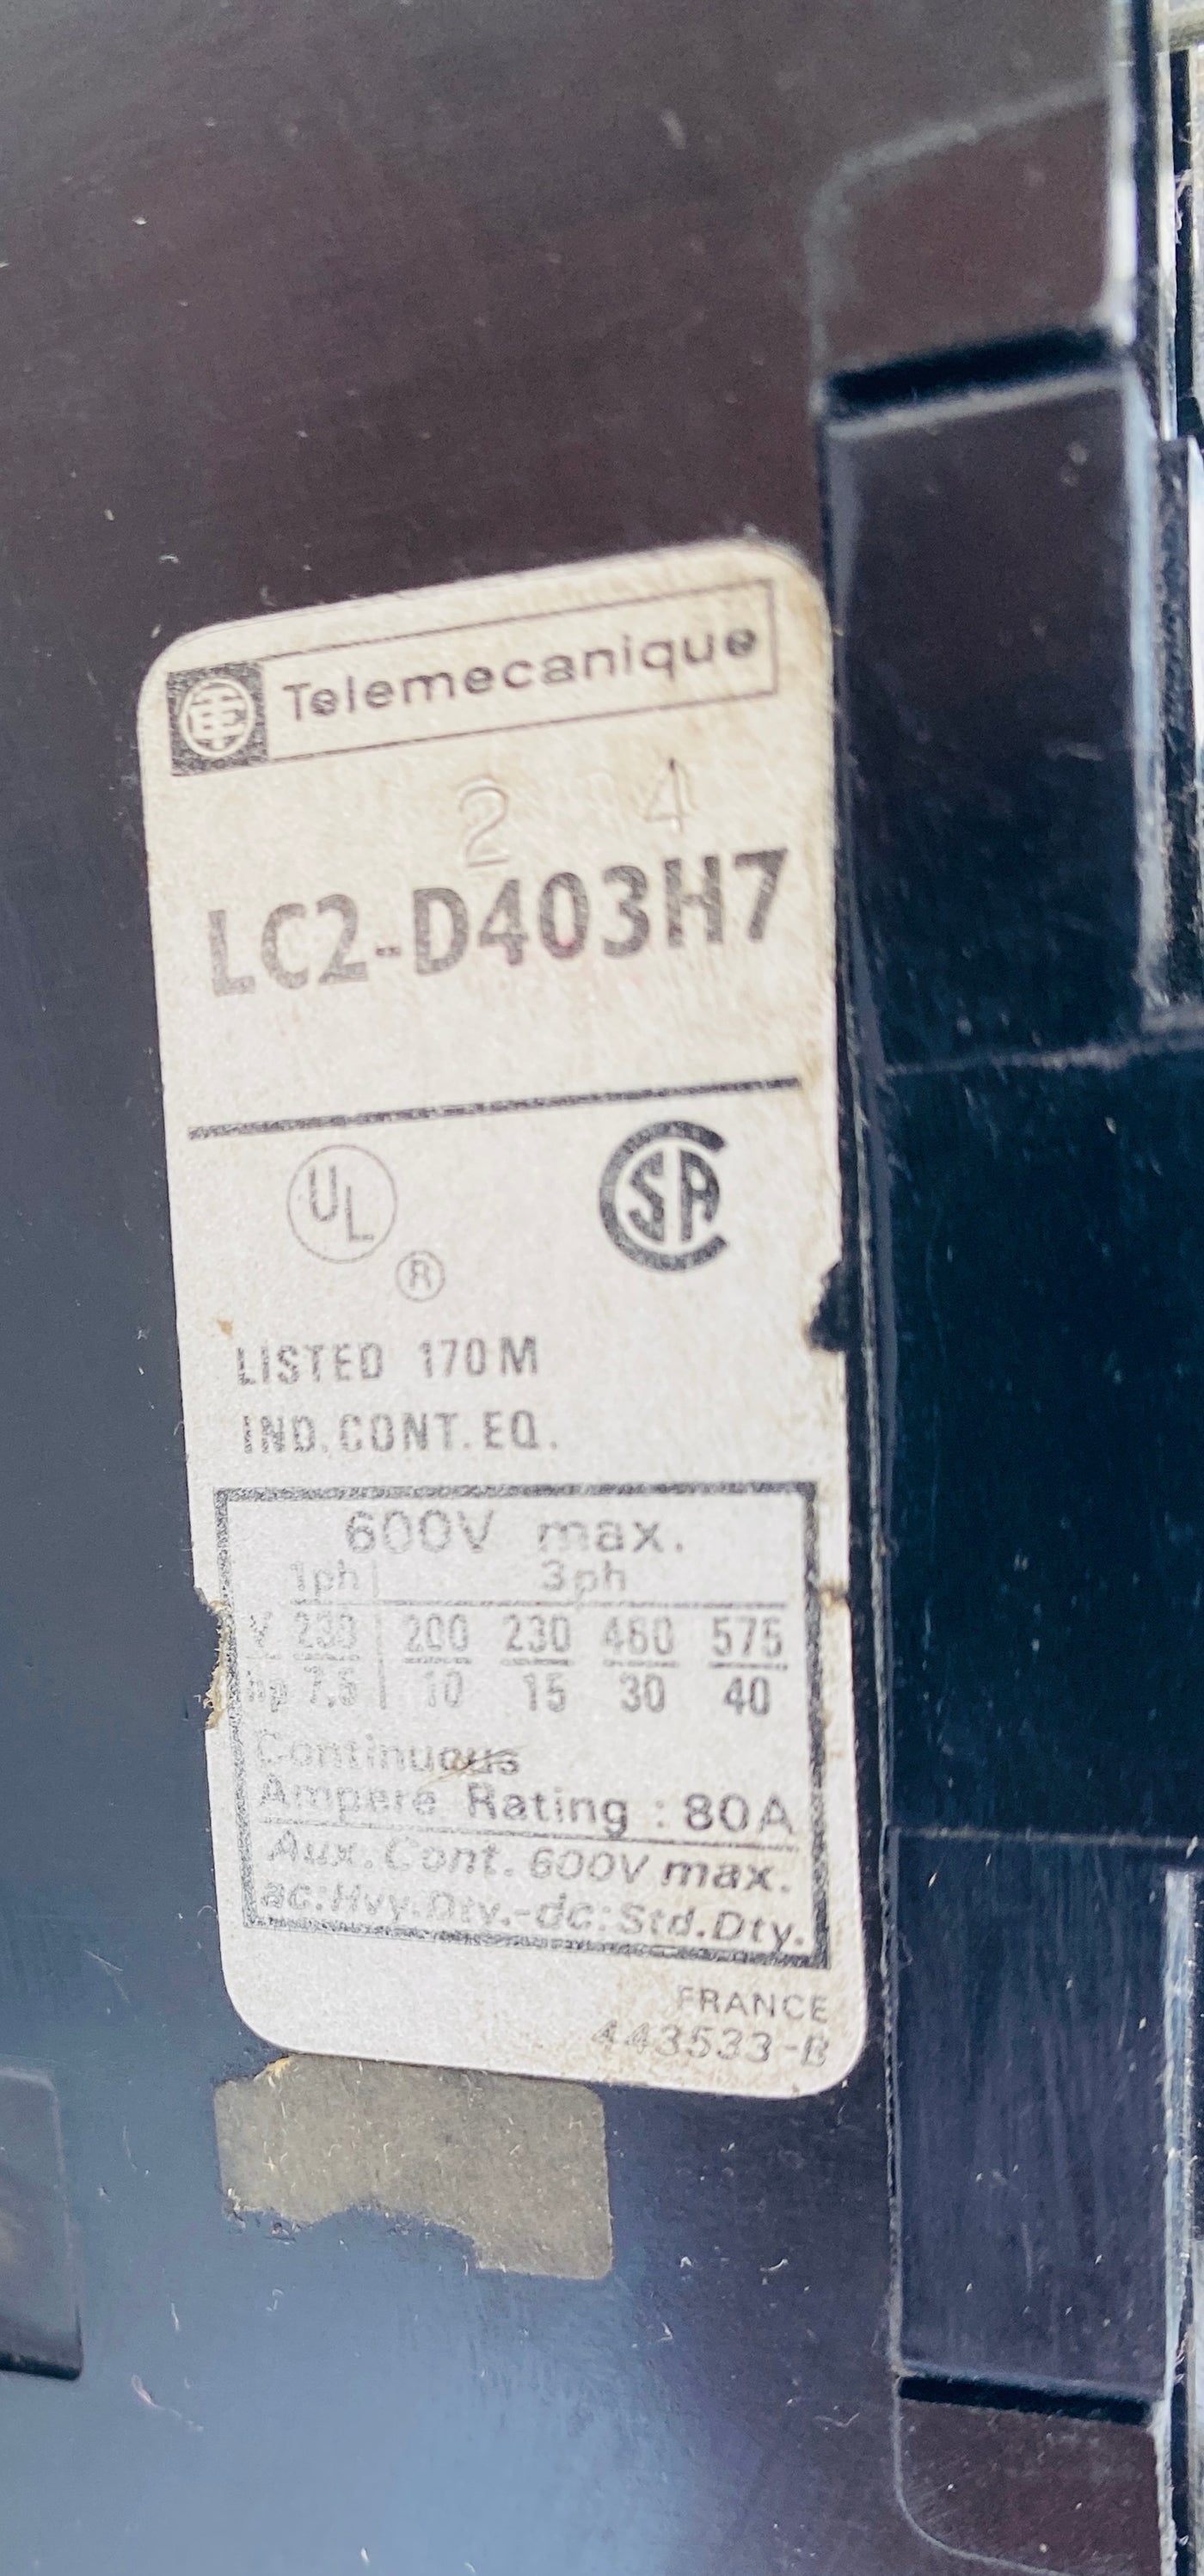 Telemecanique
2 4
LC2-D403H7
UL
®
CSA
LISTED 170M
IND. CONT. EQ.
600V max.
1ph 3ph
V 230 200 230 460 575
hp 7,5 10 15 30 40
Continuous
Ampere Rating : 80A
Aux. Cont. 600V max.
ac: Hvy. Dty. - dc: Std. Dty.
FRANCE
443533-B